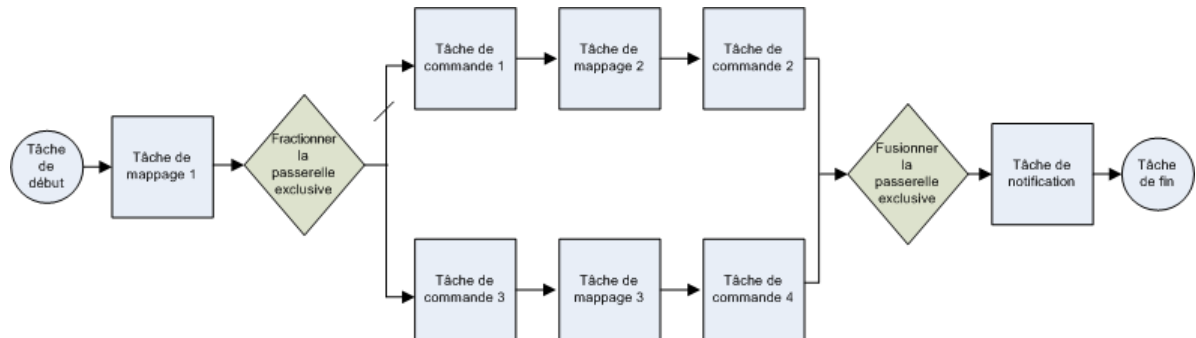 Tâche de
début
Tâche de
mappage 1
Fractionner
la
passerelle
exclusive
Tâche de
commande 1
Tâche de
mappage 2
Tâche de
commande 2
Tâche de
commande 3
Tâche de
mappage 3
Tâche de
commande 4
Fusionner
la
passerelle
exclusive
Tâche de
notification
Tâche
de fin